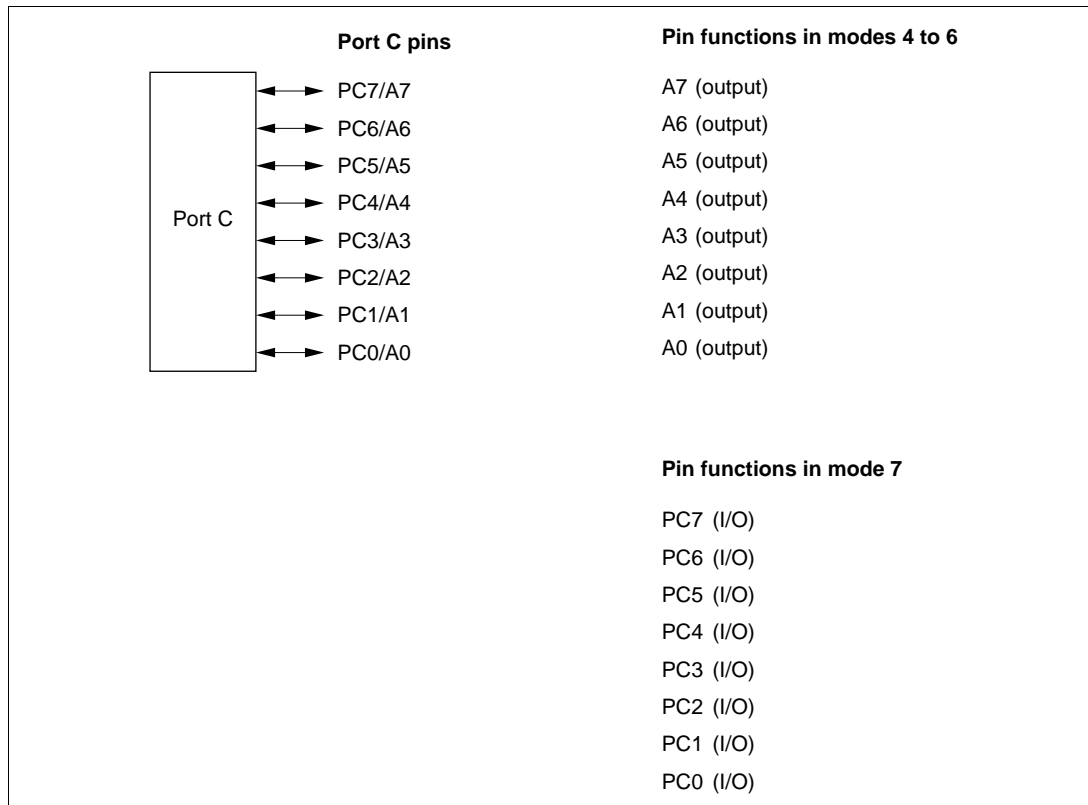 Port C pins
Pin functions in modes 4 to 6
Port C
PC7/A7
A7 (output)
PC6/A6
A6 (output)
PC5/A5
A5 (output)
PC4/A4
A4 (output)
PC3/A3
A3 (output)
PC2/A2
A2 (output)
PC1/A1
A1 (output)
PC0/A0
A0 (output)
Pin functions in mode 7
PC7 (I/O)
PC6 (I/O)
PC5 (I/O)
PC4 (I/O)
PC3 (I/O)
PC2 (I/O)
PC1 (I/O)
PC0 (I/O)